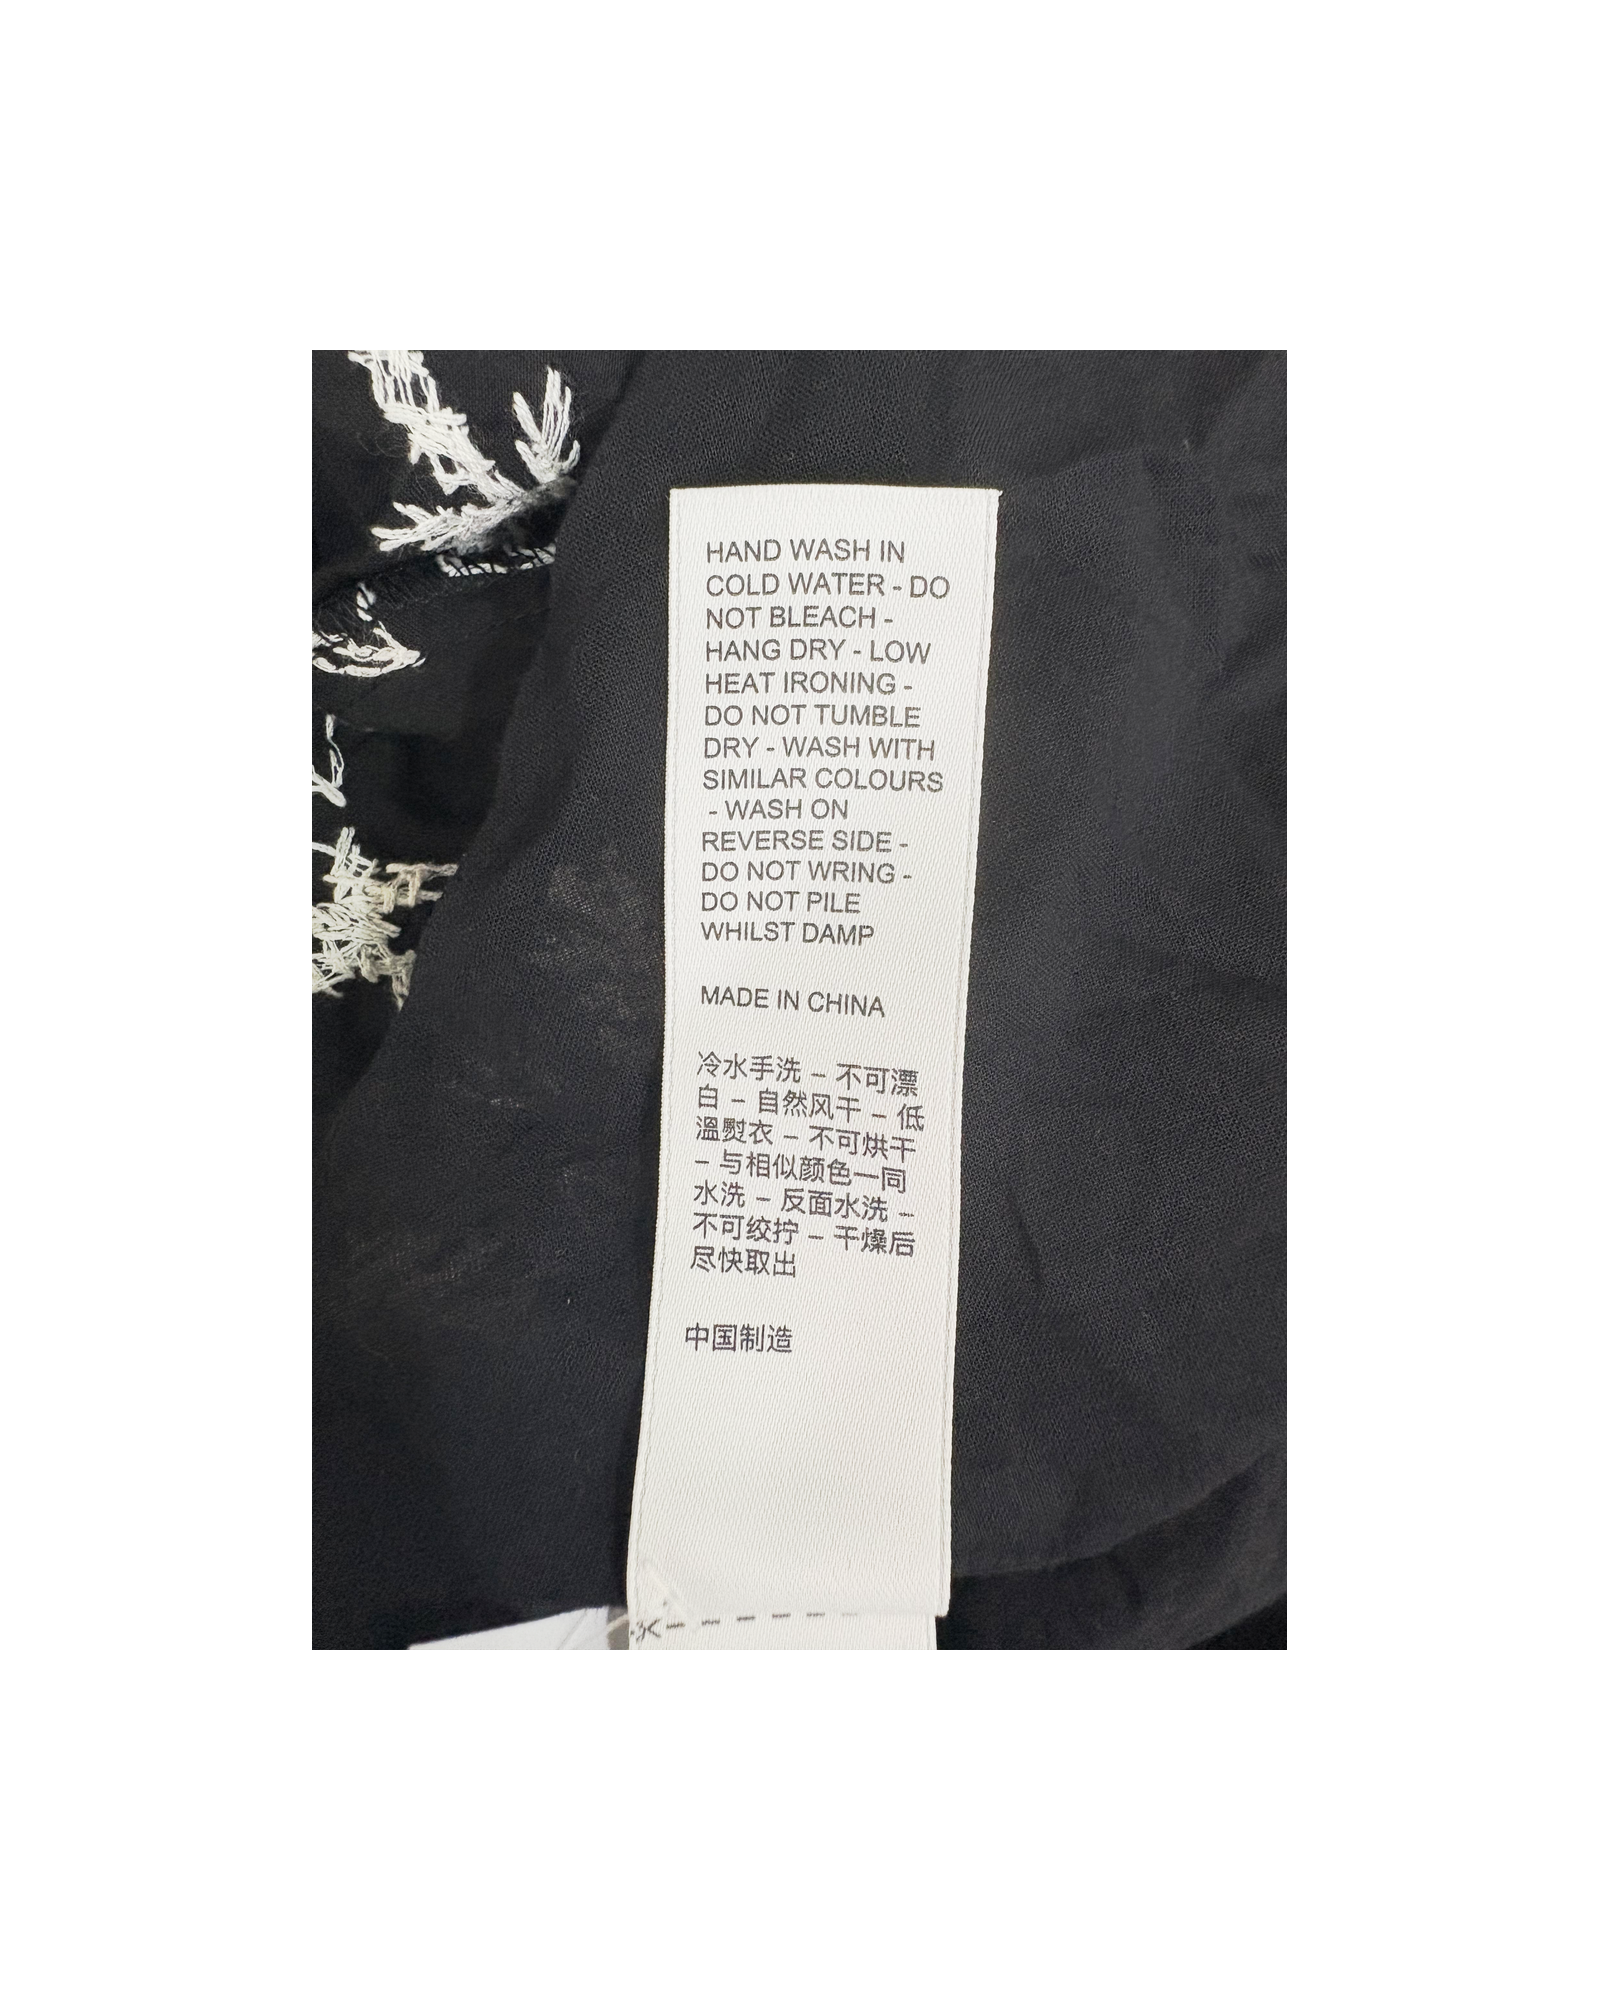 HAND WASH IN
COLD WATER - DO
NOT BLEACH -
HANG DRY - LOW
HEAT IRONING -
DO NOT TUMBLE
DRY - WASH WITH
SIMILAR COLOURS
- WASH ON
REVERSE SIDE -
DO NOT WRING -
DO NOT PILE
WHILST DAMP
MADE IN CHINA
冷水手洗 – 不可漂
白 – 自然风干 – 低
溫熨衣 – 不可烘干
– 与相似颜色一同
水洗 – 反面水洗 –
不可绞拧 – 干燥后
尽快取出
中国制造